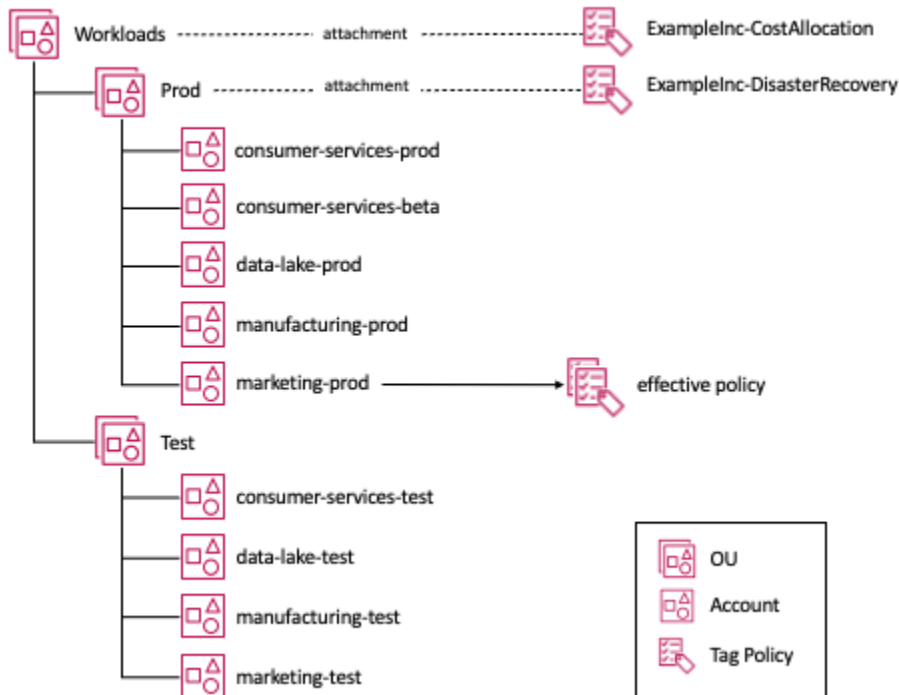 Workloads
attachment
ExampleInc-CostAllocation
Prod
attachment
ExampleInc-DisasterRecovery
consumer-services-prod
consumer-services-beta
data-lake-prod
manufacturing-prod
marketing-prod
effective policy
Test
consumer-services-test
data-lake-test
manufacturing-test
marketing-test
OU
Account
Tag Policy